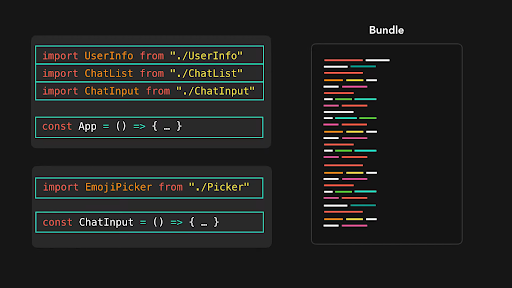 Bundle
import UserInfo from "./UserInfo"
import ChatList from "./ChatList"
import ChatInput from "./ChatInput"
const App = () => { … }
import EmojiPicker from "./Picker"
const ChatInput = () => { … }